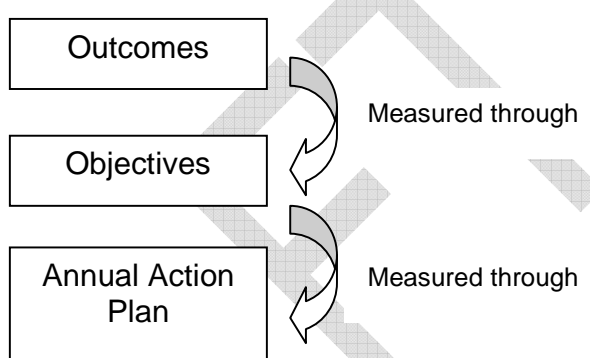 Outcomes
Measured through
Objectives
Annual Action
Plan
Measured through